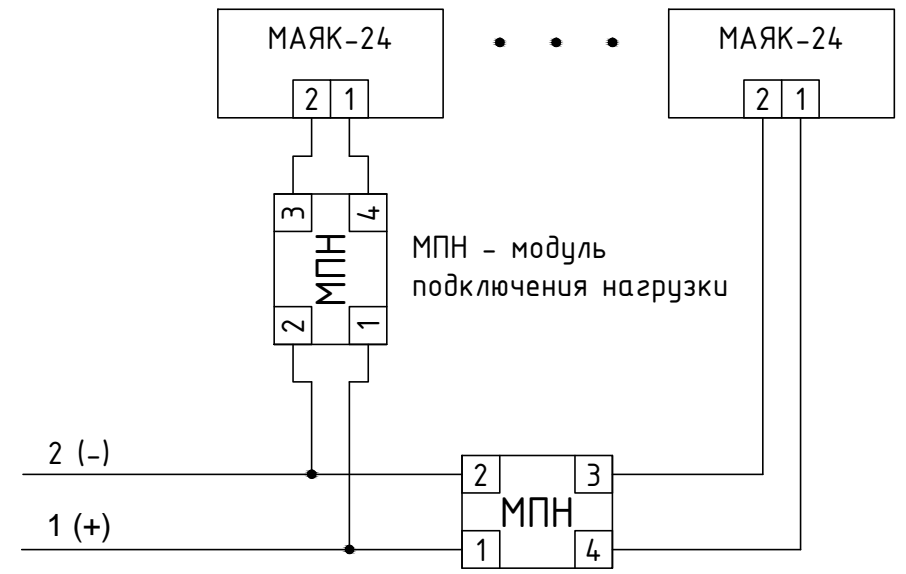 МАЯК-24
МАЯК-24
2 1
2 1
3 4
МПН
2 1
МПН - модуль
подключения нагрузки
2 (-)
1 (+)
2 3
МПН
1 4